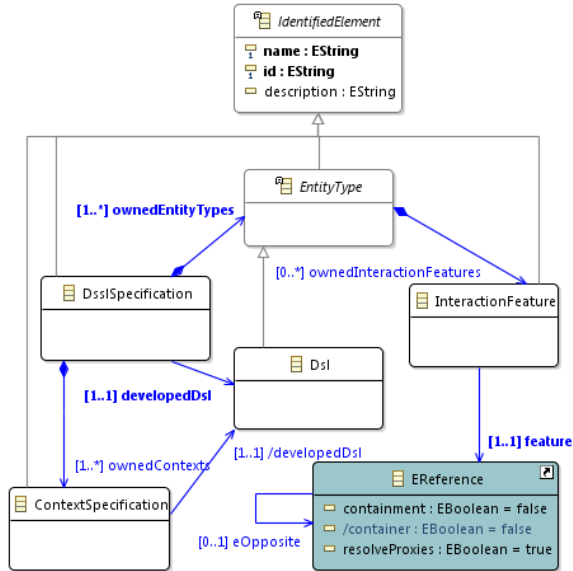 IdentifiedElement
name : EString
id : EString
description : EString
EntityType
[1..*] ownedEntityTypes
[0..*] ownedInteractionFeatures
DsslSpecification
InteractionFeature
Dsl
[1..1] developedDsl
[1..1] /developedDsl
[1..1] feature
[1..*] ownedContexts
ContextSpecification
EReference
containment : EBoolean = false
/container : EBoolean = false
resolveProxies : EBoolean = true
[0..1] eOpposite